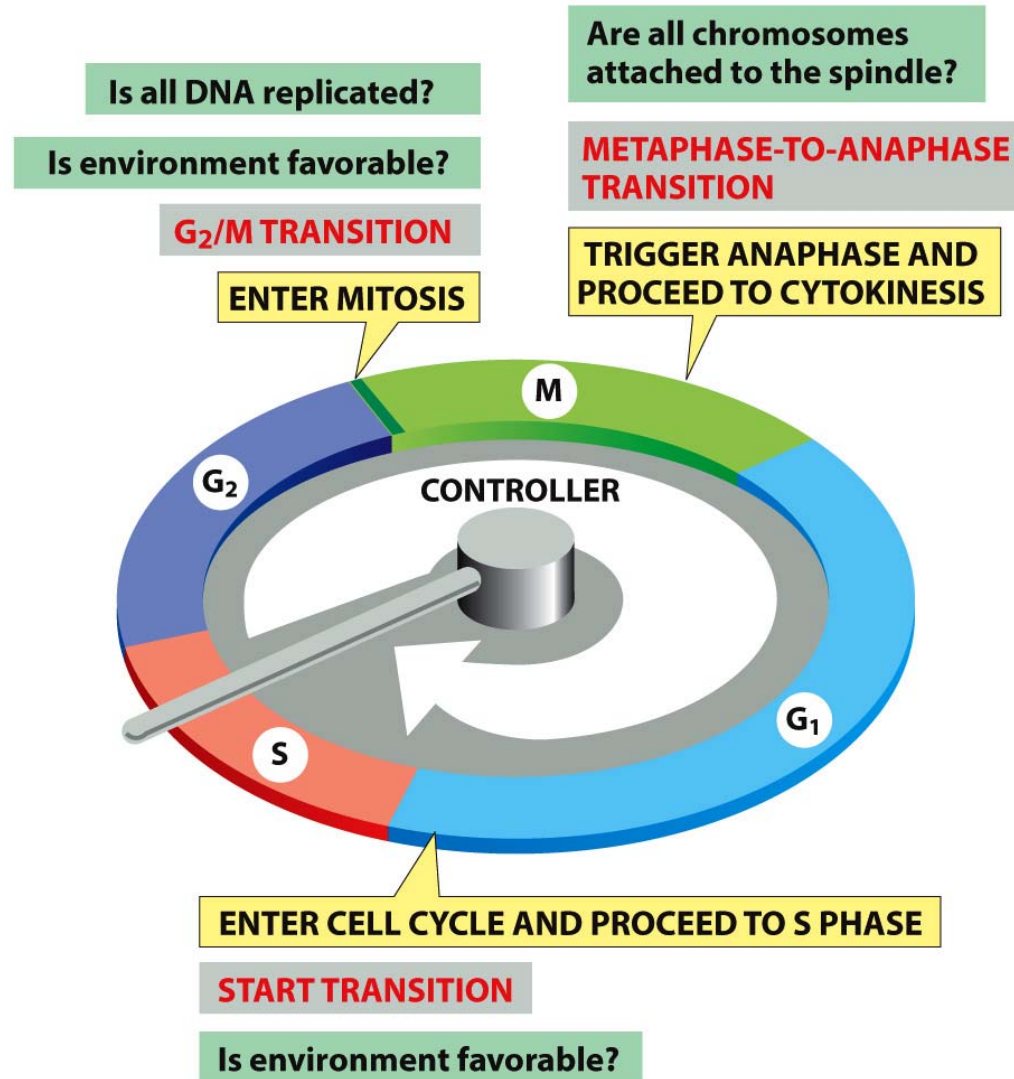 Is all DNA replicated?
Is environment favorable?
G₂/M TRANSITION
ENTER MITOSIS
Are all chromosomes
attached to the spindle?
METAPHASE-TO-ANAPHASE
TRANSITION
TRIGGER ANAPHASE AND
PROCEED TO CYTOKINESIS
M
G₂
CONTROLLER
G₁
S
ENTER CELL CYCLE AND PROCEED TO S PHASE
START TRANSITION
Is environment favorable?